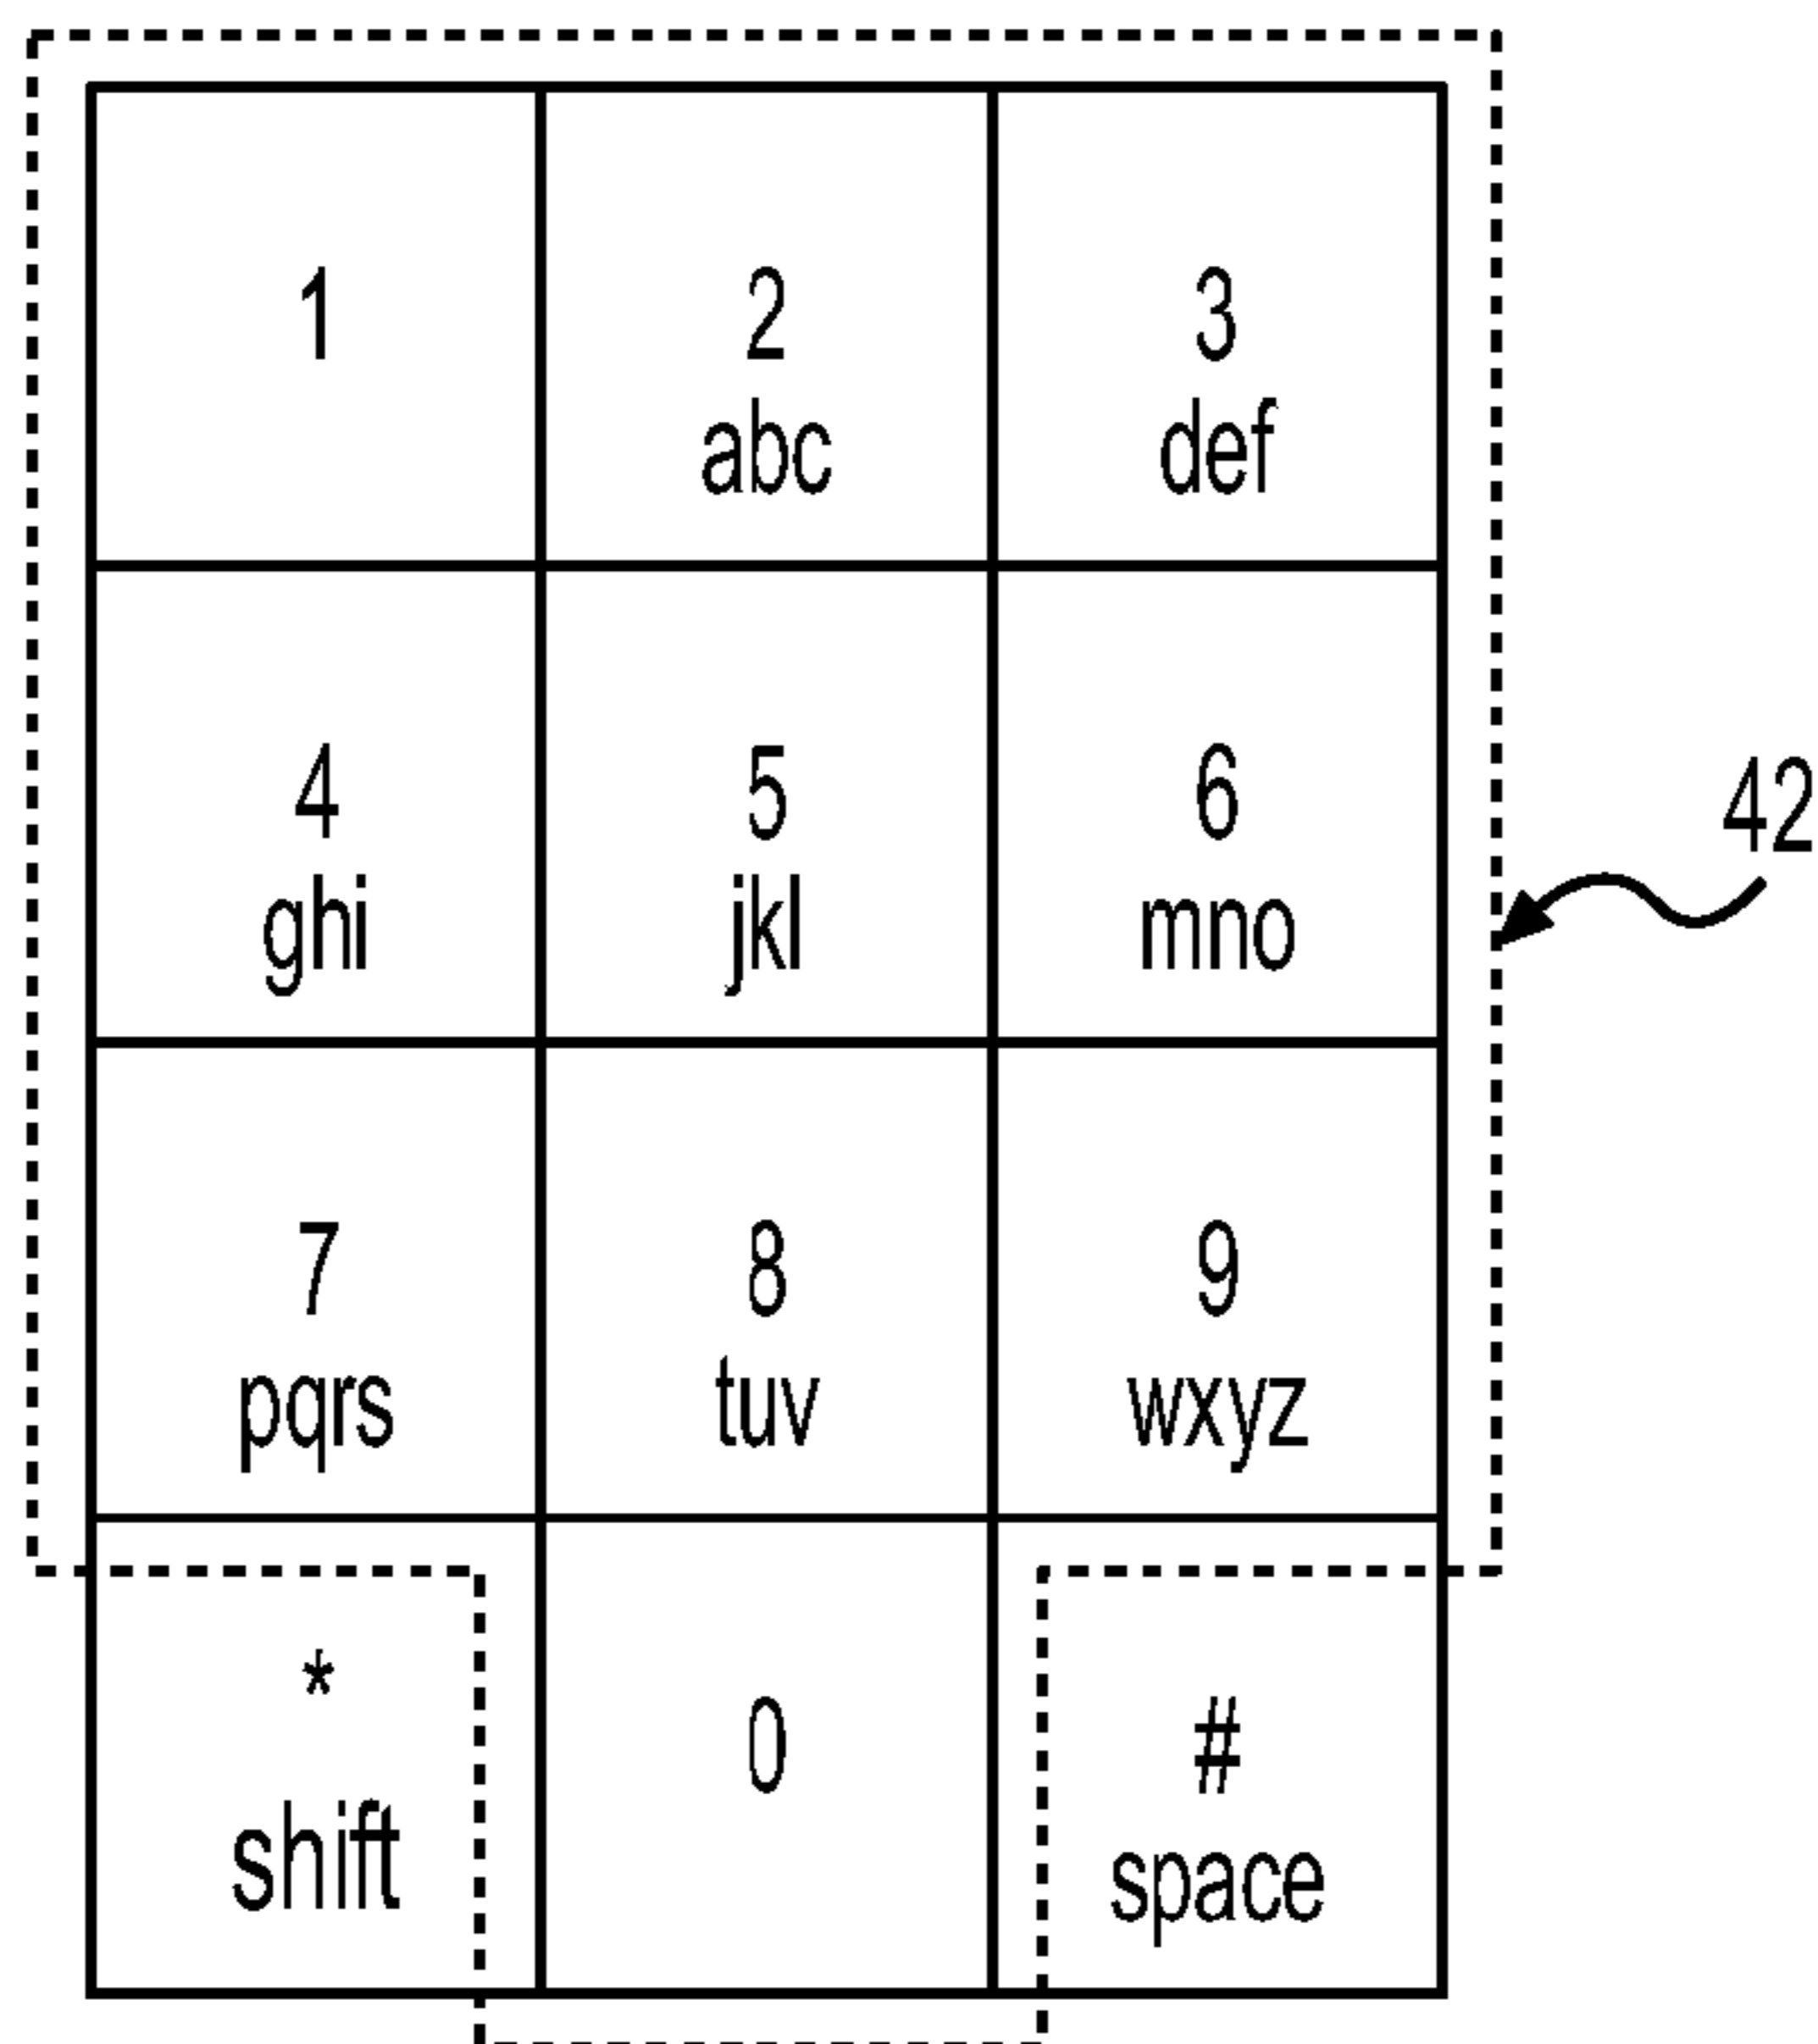 1 2 3
abc def
4 5 6 42
ghi jkl mno
7 8 9
pqrs tuv wxyz
* 0 #
shift space